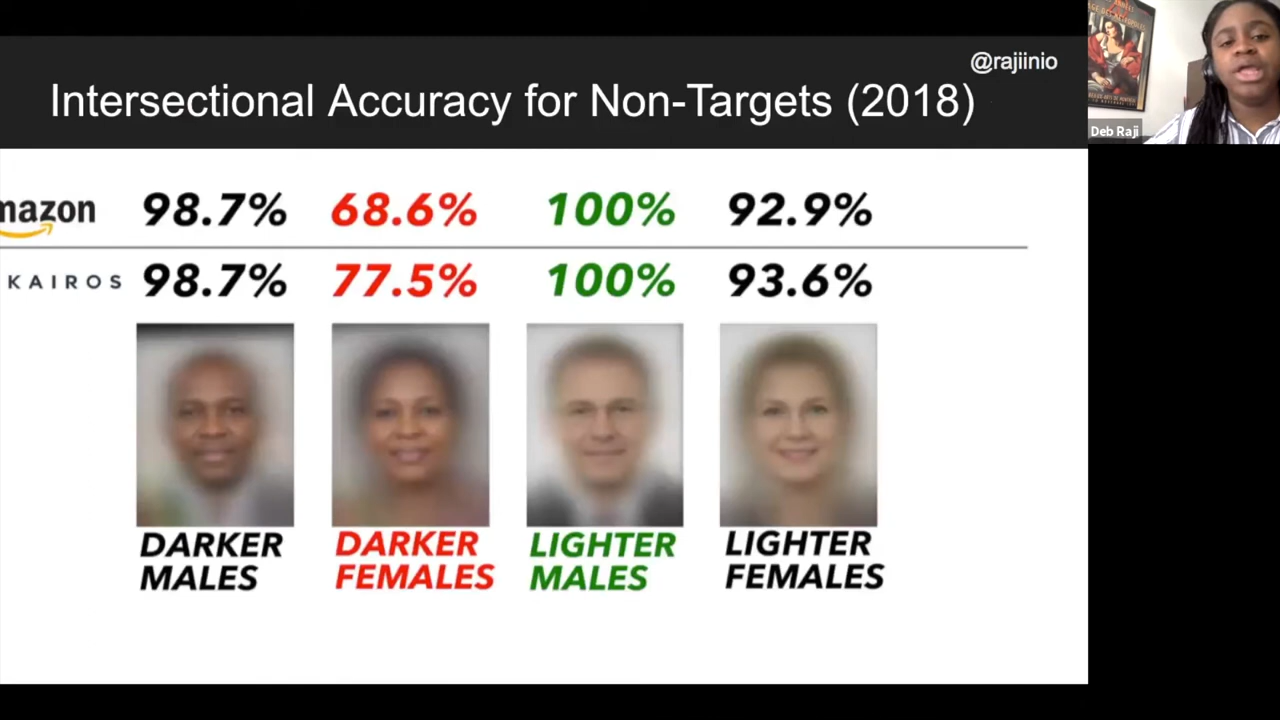 @rajiinio
Intersectional Accuracy for Non-Targets (2018)
Deb Raji
mazon 98.7% 68.6% 100% 92.9%
KAIROS 98.7% 77.5% 100% 93.6%
DARKER MALES
DARKER FEMALES
LIGHTER MALES
LIGHTER FEMALES